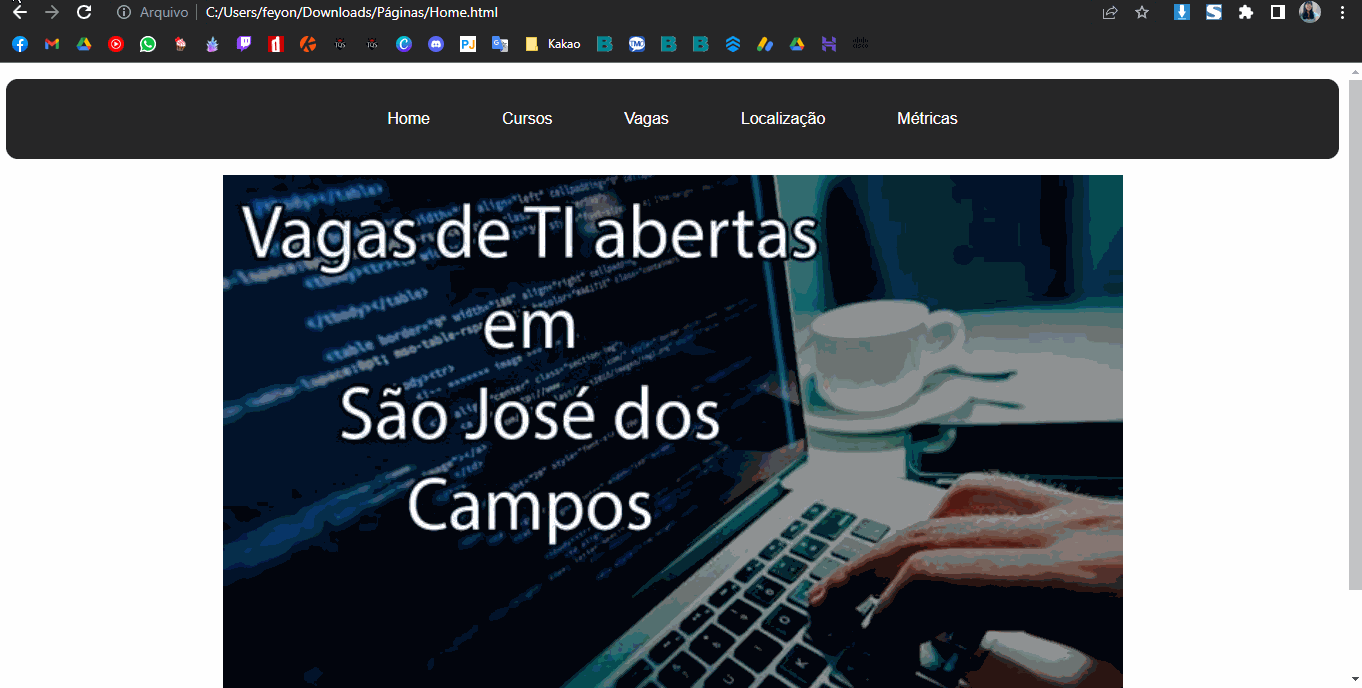 Arquivo
C:/Users/feyon/Downloads/Páginas/Home.html
Kakao
Home
Cursos
Vagas
Localização
Métricas
Vagas de TI abertas
em
São José dos
Campos